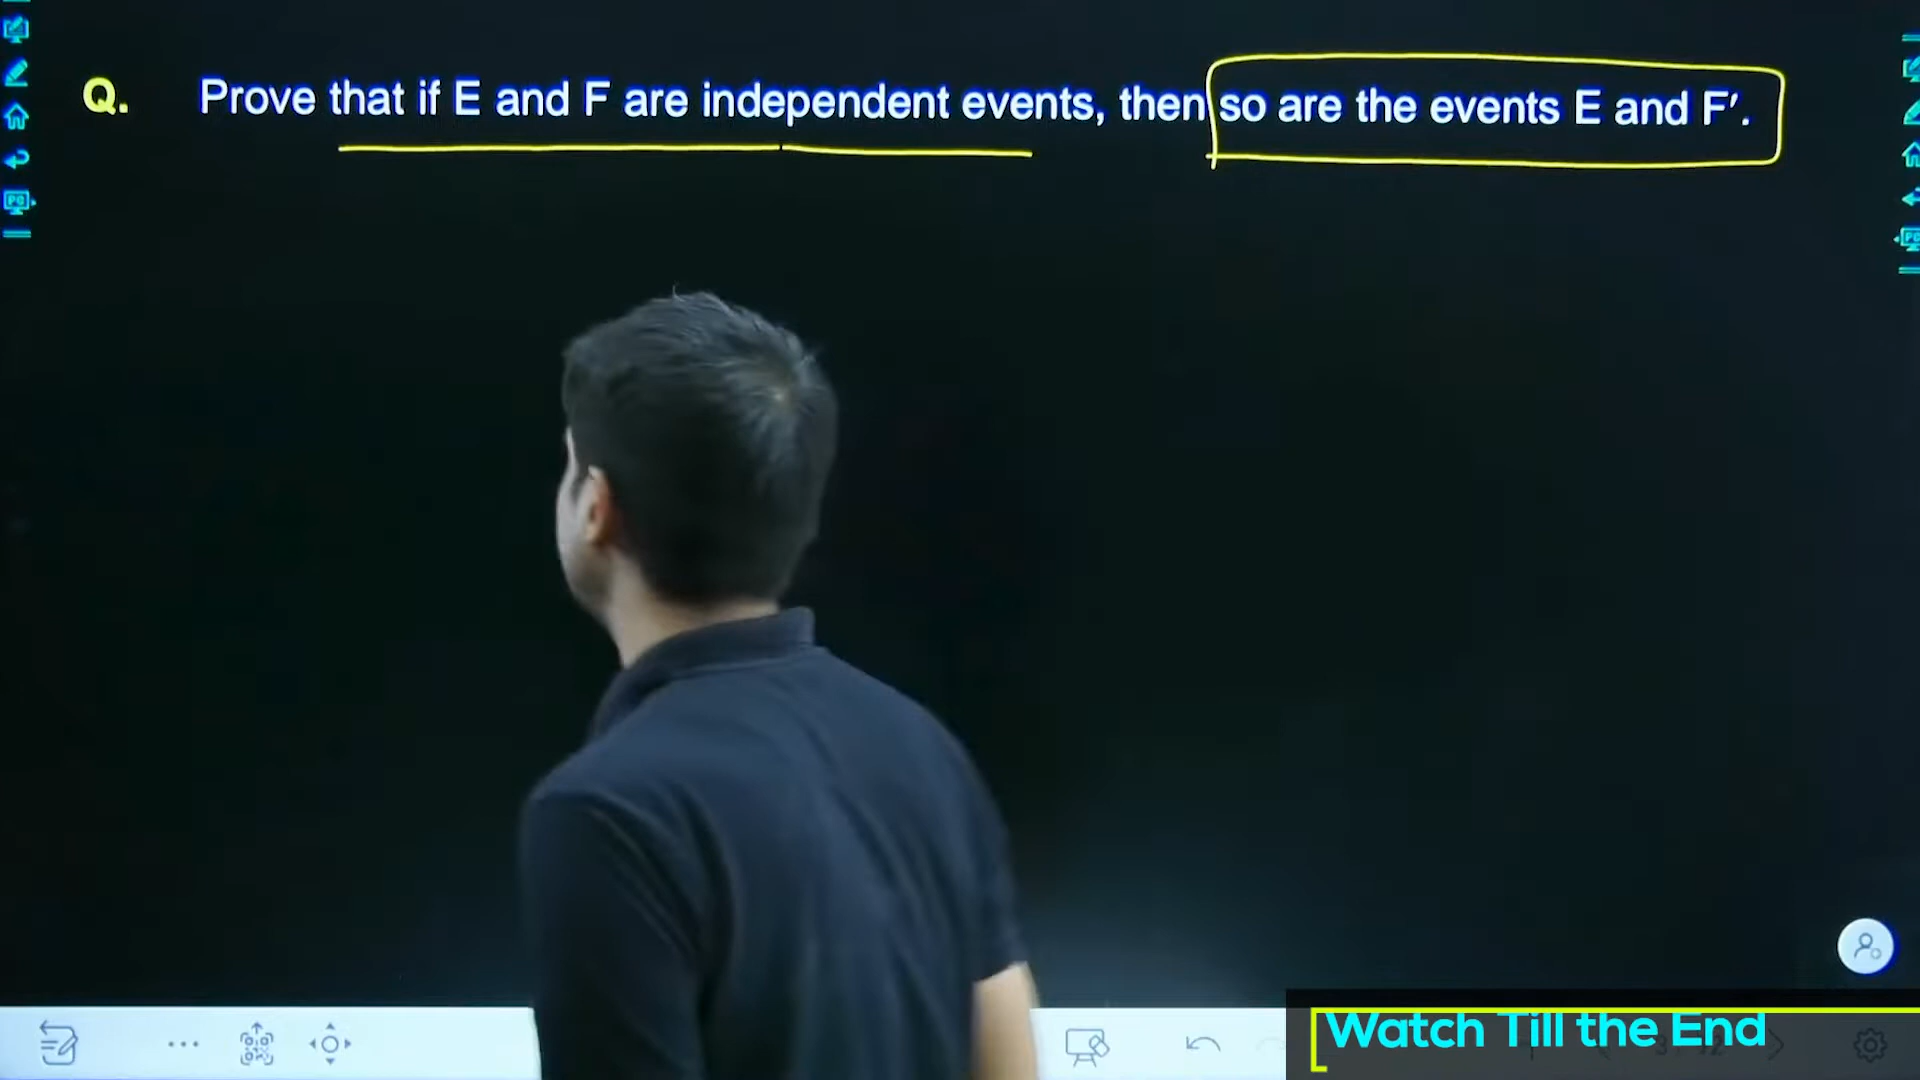 Q. Prove that if E and F are independent events, then so are the events E and F′.
Watch Till the End